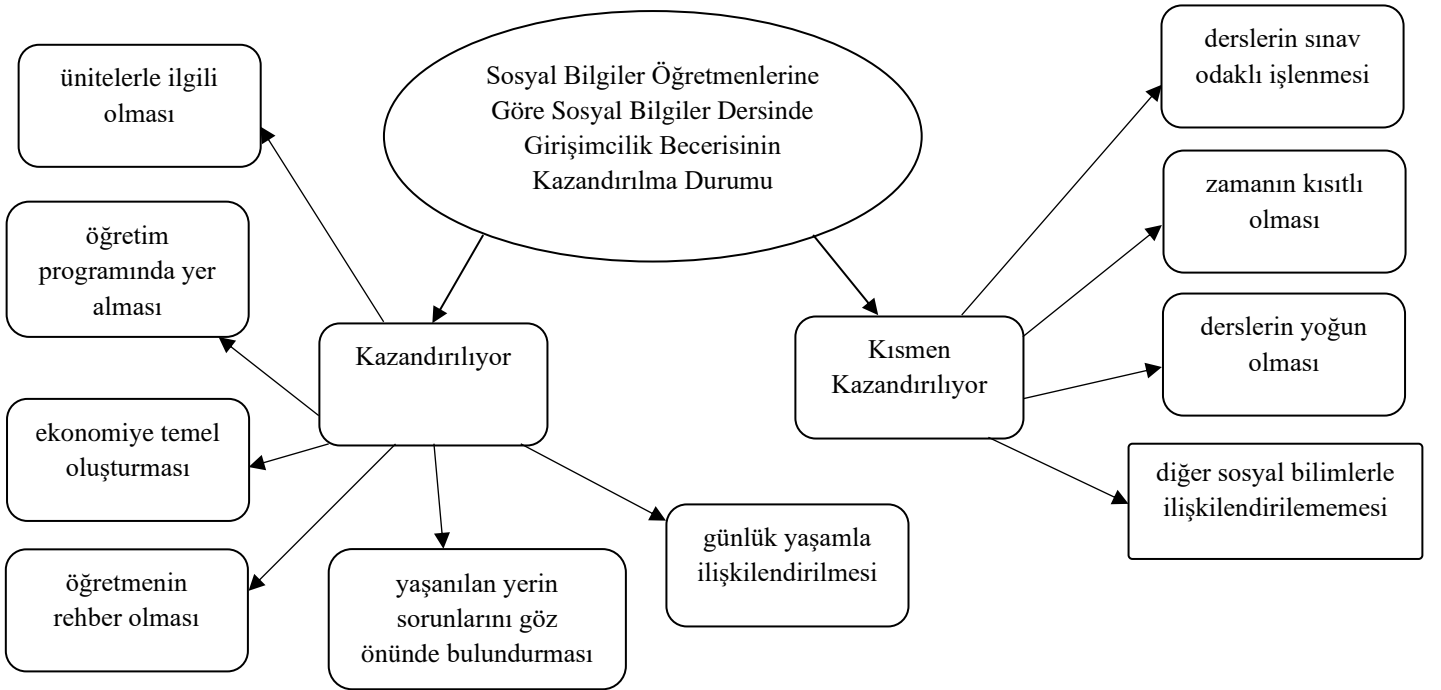 Sosyal Bilgiler Öğretmenlerine
Göre Sosyal Bilgiler Dersinde
Girişimcilik Becerisinin
Kazandırılma Durumu
Kazandırılıyor
ünitelerle ilgili
olması
öğretim
programında yer
alması
ekonomiye temel
oluşturması
öğretmenin
rehber olması
yaşanılan yerin
sorunlarını göz
önünde bulundurması
günlük yaşamla
ilişkilendirilmesi
Kısmen
Kazandırılıyor
derslerin sınav
odaklı işlenmesi
zamanın kısıtlı
olması
derslerin yoğun
olması
diğer sosyal bilimlerle
ilişkilendirilememesi